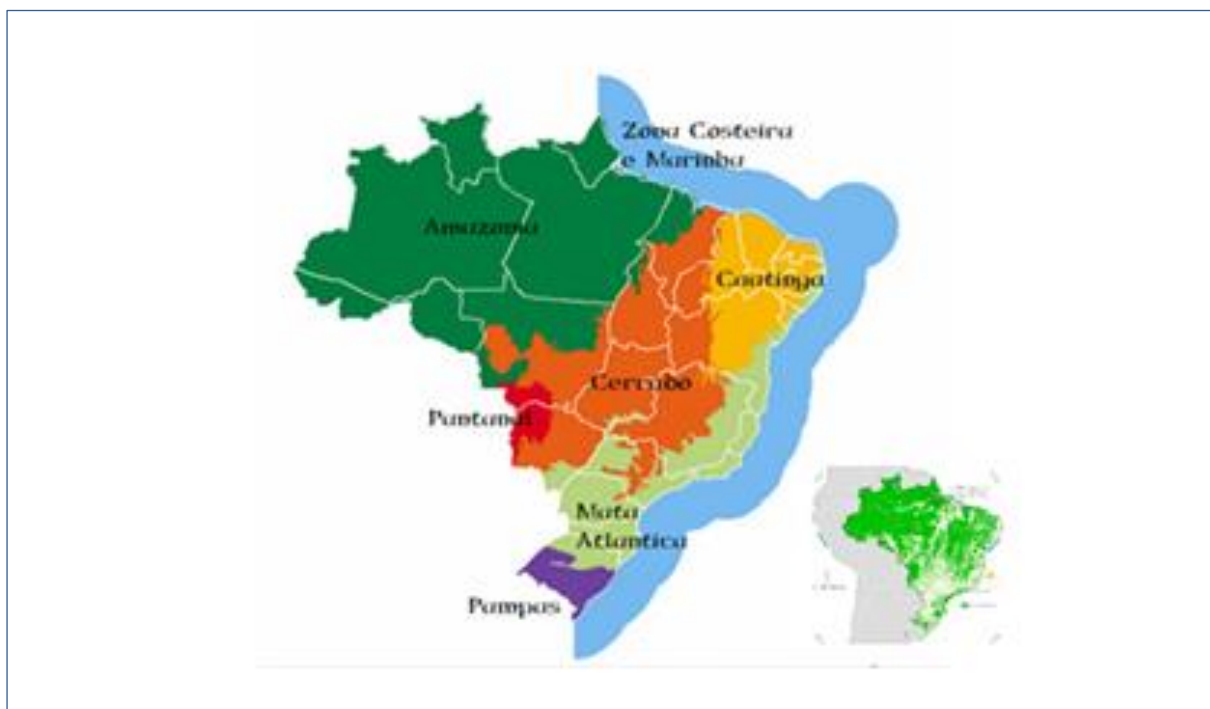 Zona Costeira
e Marinha
Amazonia
Caatinga
Cerrado
Pantanal
Mata
Atlantica
Pampas